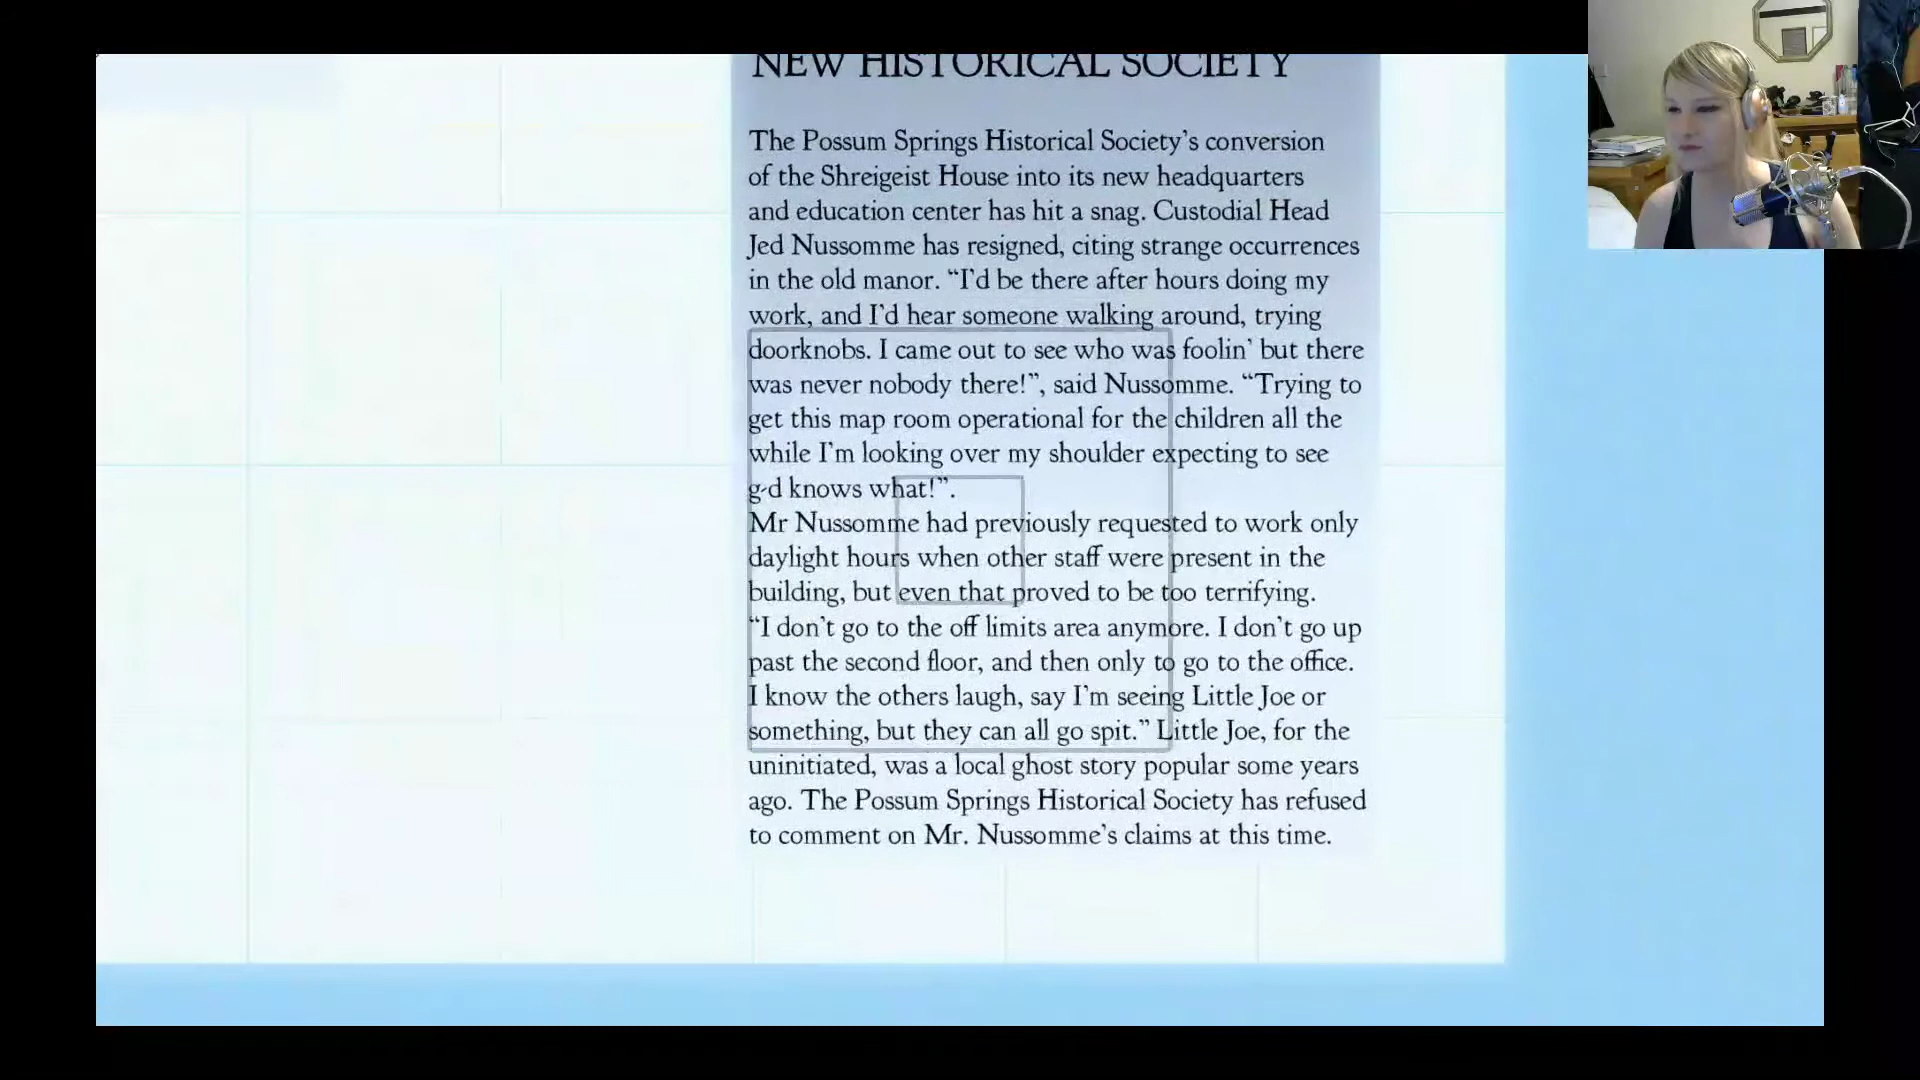 NEW HISTORICAL SOCIETY
The Possum Springs Historical Society’s conversion
of the Shreigeist House into its new headquarters
and education center has hit a snag. Custodial Head
Jed Nussomme has resigned, citing strange occurrences
in the old manor. “I’d be there after hours doing my
work, and I’d hear someone walking around, trying
doorknobs. I came out to see who was foolin’ but there
was never nobody there!”, said Nussomme. “Trying to
get this map room operational for the children all the
while I’m looking over my shoulder expecting to see
g-d knows what!”.
Mr Nussomme had previously requested to work only
daylight hours when other staff were present in the
building, but even that proved to be too terrifying.
“I don’t go to the off limits area anymore. I don’t go up
past the second floor, and then only to go to the office.
I know the others laugh, say I’m seeing Little Joe or
something, but they can all go spit.” Little Joe, for the
uninitiated, was a local ghost story popular some years
ago. The Possum Springs Historical Society has refused
to comment on Mr. Nussomme’s claims at this time.